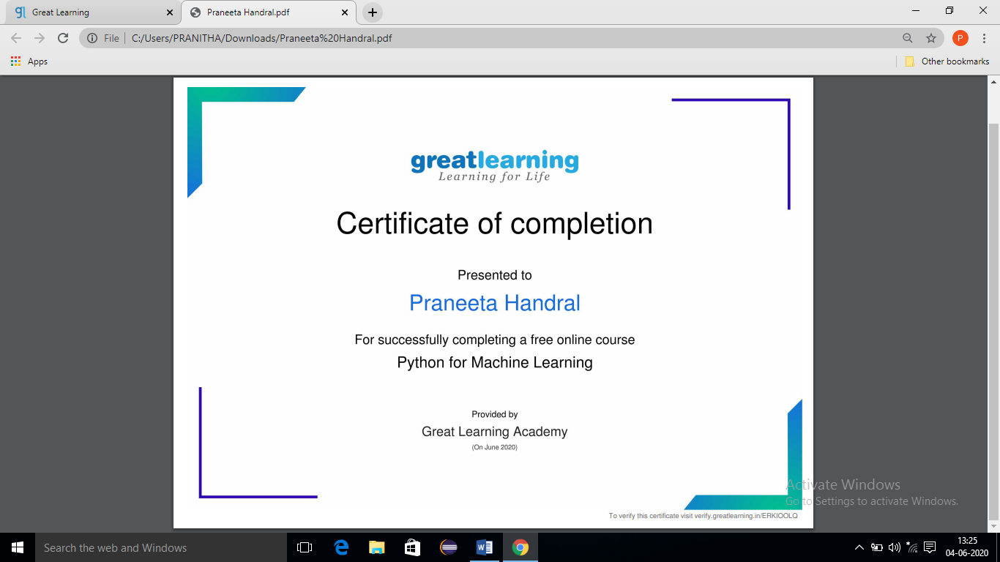 Great Learning
Praneeta Handral.pdf
File
C:/Users/PRANITHA/Downloads/Praneeta%20Handral.pdf
P
Apps
Other bookmarks
greatlearning
Learning for Life
Certificate of completion
Presented to
Praneeta Handral
For successfully completing a free online course
Python for Machine Learning
Provided by
Great Learning Academy
(On June 2020)
Activate Windows
Go to Settings to activate Windows.
To verify this certificate visit verify.greatlearning.in/ERKIOOLQ
Search the web and Windows
13:25
04-06-2020